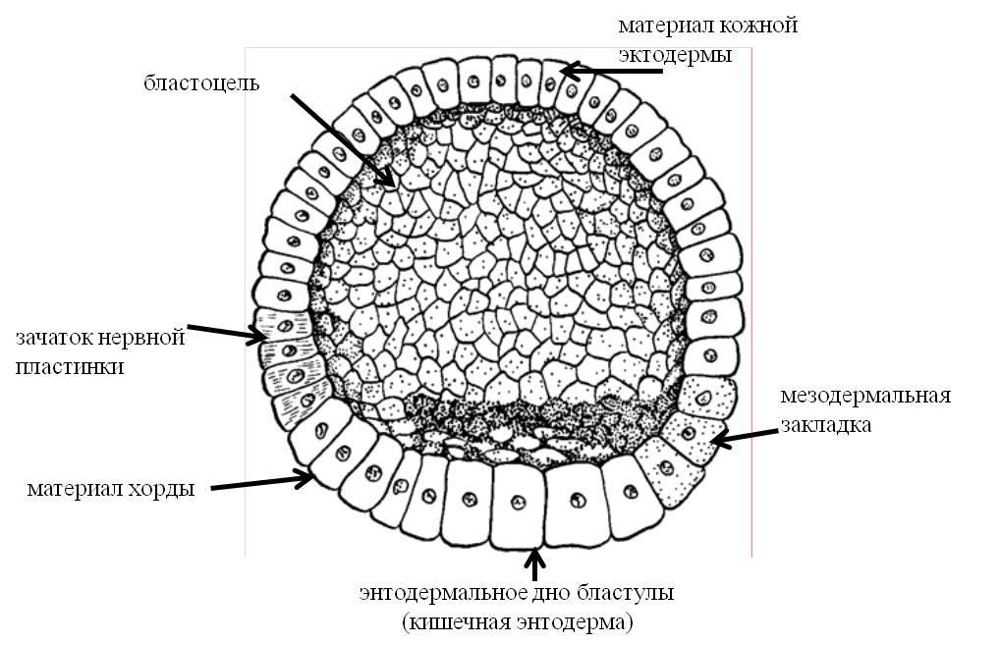 материал кожной
эктодермы
бластоцель
зачаток нервной
пластинки
мезодермальная
закладка
материал хорды
энтодермальное дно бластулы
(кишечная энтодерма)